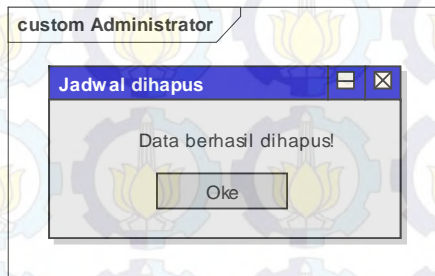 custom Administrator
Jadwal dihapus
Data berhasil dihapus!
Oke